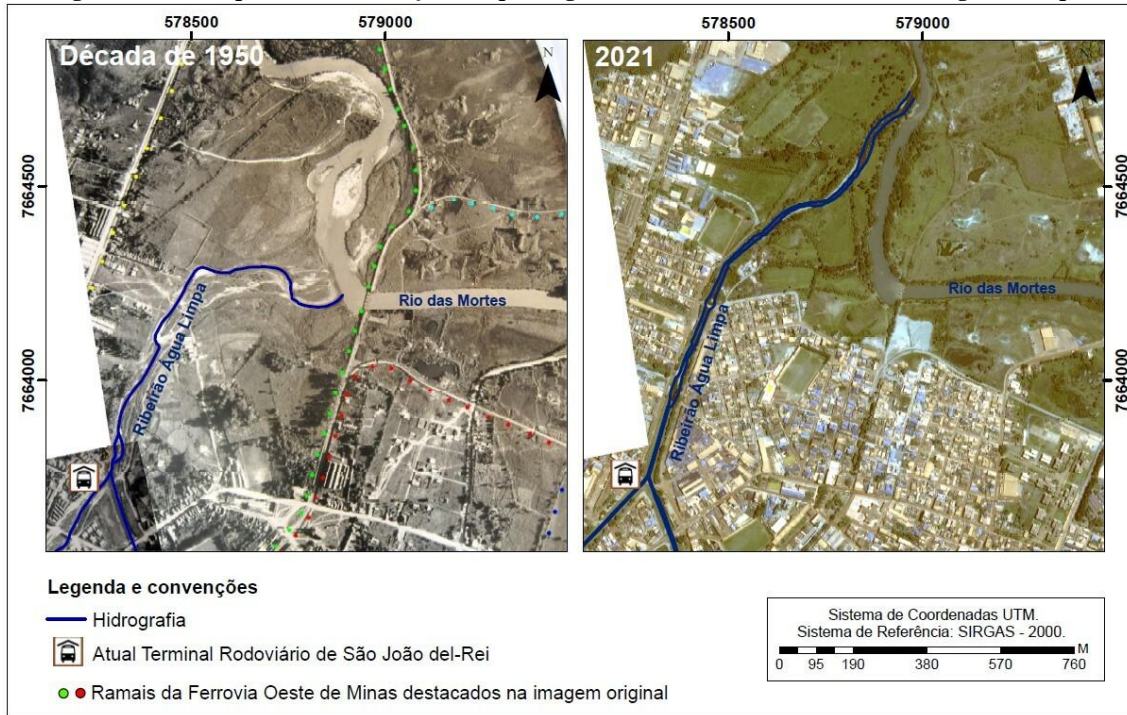 578500
579000
578500
579000
Década de 1950
N
2021
N
7664500
7664500
Rio das Mortes
Rio das Mortes
Ribeirão Água Limpa
Ribeirão Água Limpa
7664000
7664000
Legenda e convenções
Hidrografia
Atual Terminal Rodoviário de São João del-Rei
Ramais da Ferrovia Oeste de Minas destacados na imagem original
Sistema de Coordenadas UTM.
Sistema de Referência: SIRGAS - 2000.
M
0 95 190 380 570 760